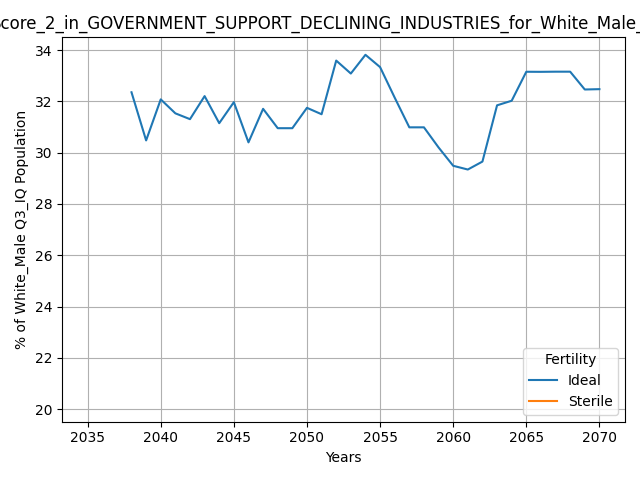 core_2_in_GOVERNMENT_SUPPORT_DECLINING_INDUSTRIES_for_White_Male_
34
32
30
28
26
24
22
20
% of White_Male Q3_IQ Population
2035 2040 2045 2050 2055 2060 2065 2070
Years
Fertility
Ideal
Sterile